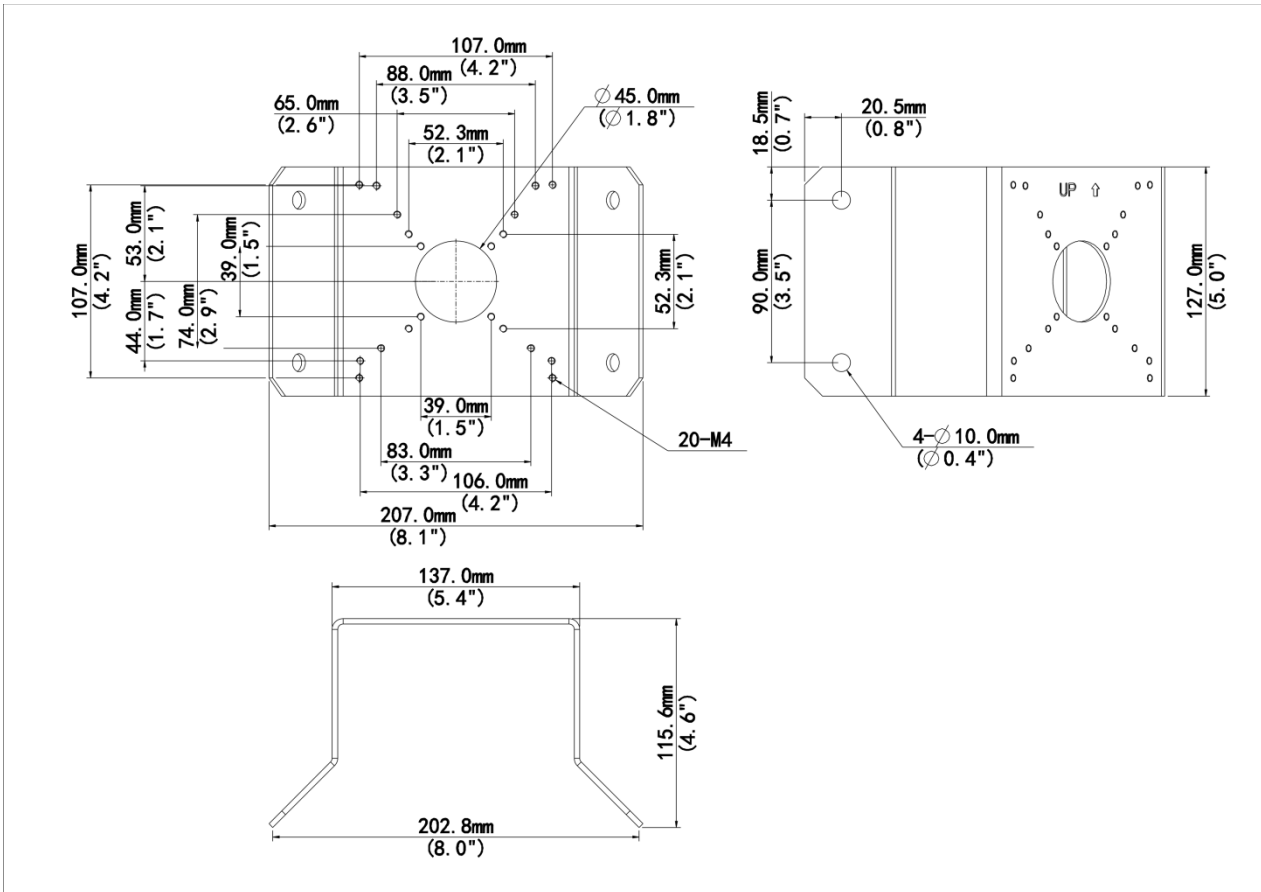 107.0mm
(4.2")
88.0mm
(3.5")
65.0mm
(2.6")
52.3mm
(2.1")
∅ 45.0mm
(∅ 1.8")
107.0mm
(4.2")
53.0mm
(2.1")
44.0mm
(1.7")
74.0mm
(2.9")
39.0mm
(1.5")
52.3mm
(2.1")
39.0mm
(1.5")
83.0mm
(3.3")
106.0mm
(4.2")
207.0mm
(8.1")
20-M4
18.5mm
(0.7")
20.5mm
(0.8")
UP
90.0mm
(3.5")
127.0mm
(5.0")
4-∅ 10.0mm
(∅ 0.4")
137.0mm
(5.4")
115.6mm
(4.6")
202.8mm
(8.0")